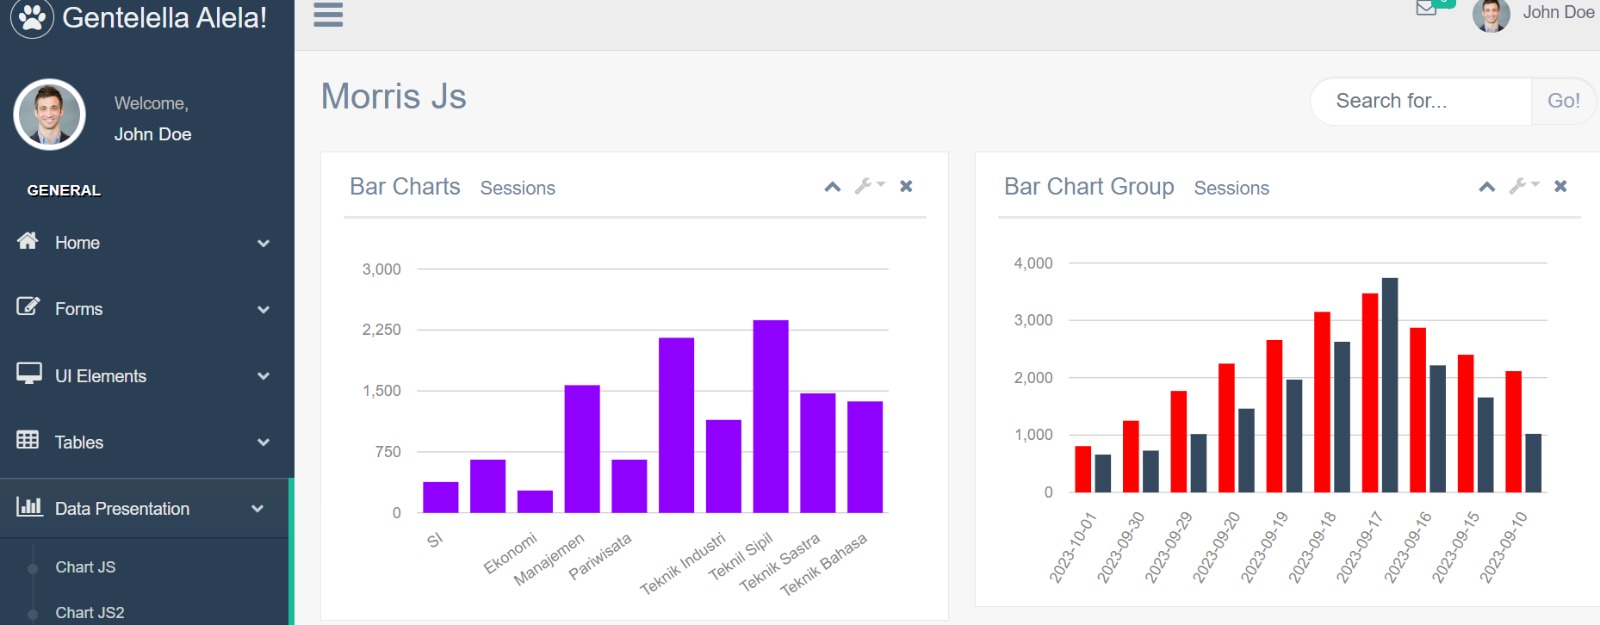 Gentelella Alela!
John Doe
Welcome,
John Doe
GENERAL
Home
Forms
UI Elements
Tables
Data Presentation
Chart JS
Chart JS2
Morris Js
Search for...
Go!
Bar Charts Sessions
3,000
2,250
1,500
750
0
SI
Ekonomi
Manajemen
Pariwisata
Teknik Industri
Teknil Sipil
Teknik Sastra
Teknik Bahasa
Bar Chart Group Sessions
4,000
3,000
2,000
1,000
0
2023-10-01
2023-09-30
2023-09-29
2023-09-20
2023-09-19
2023-09-18
2023-09-17
2023-09-16
2023-09-15
2023-09-10